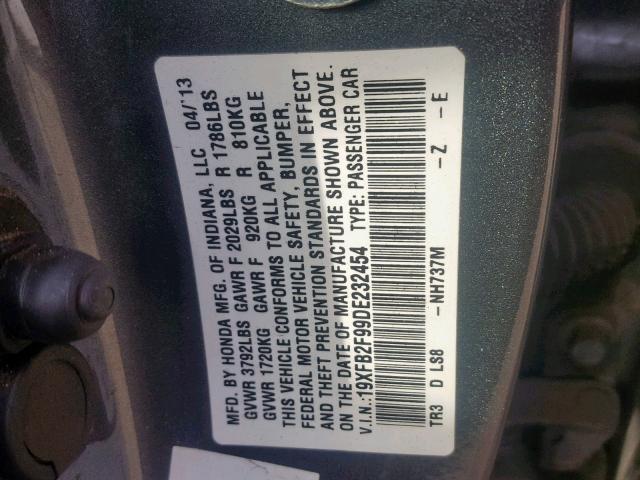 MFD. BY HONDA MFG. OF INDIANA, LLC 04/'13
GVWR 3792LBS GAWR F 2029LBS R 1786LBS
GVWR 1720KG GAWR F 920KG R 810KG
THIS VEHICLE CONFORMS TO ALL APPLICABLE
FEDERAL MOTOR VEHICLE SAFETY, BUMPER,
AND THEFT PREVENTION STANDARDS IN EFFECT
ON THE DATE OF MANUFACTURE SHOWN ABOVE.
V.I.N.:19XFB2F99DE232454 TYPE: PASSENGER CAR
TR3 D LS8 -NH737M -Z -E